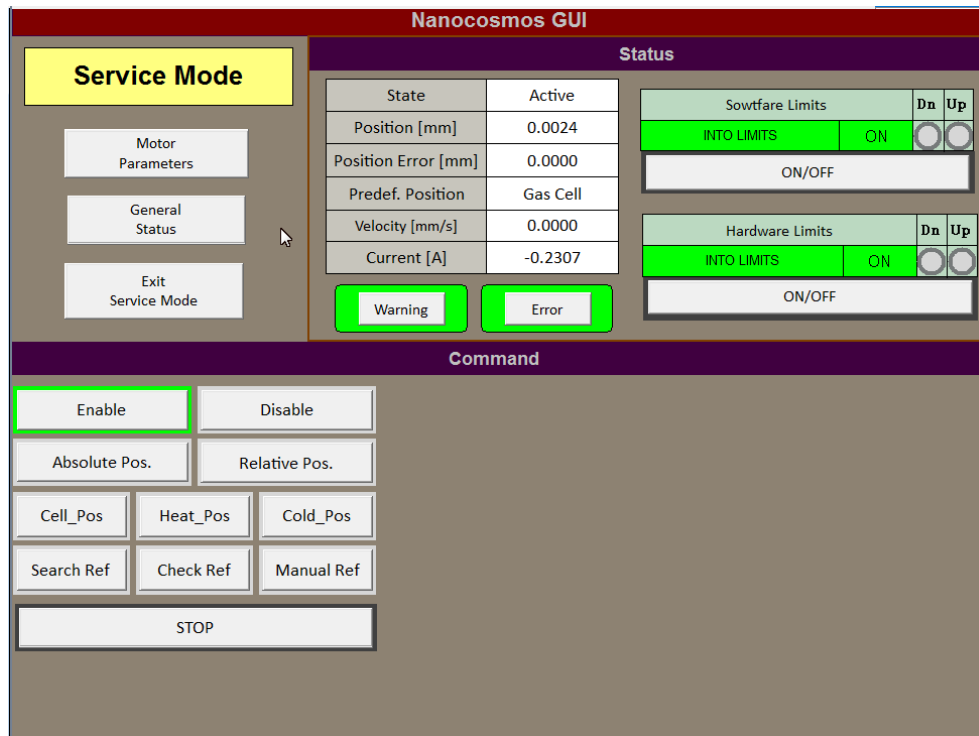 Nanocosmos GUI
Service Mode
Motor
Parameters
General
Status
Exit
Service Mode
Status
State Active
Position [mm] 0.0024
Position Error [mm] 0.0000
Predef. Position Gas Cell
Velocity [mm/s] 0.0000
Current [A] -0.2307
Warning Error
Sowtfare Limits Dn Up
INTO LIMITS ON
ON/OFF
Hardware Limits Dn Up
INTO LIMITS ON
ON/OFF
Command
Enable Disable
Absolute Pos. Relative Pos.
Cell_Pos Heat_Pos Cold_Pos
Search Ref Check Ref Manual Ref
STOP